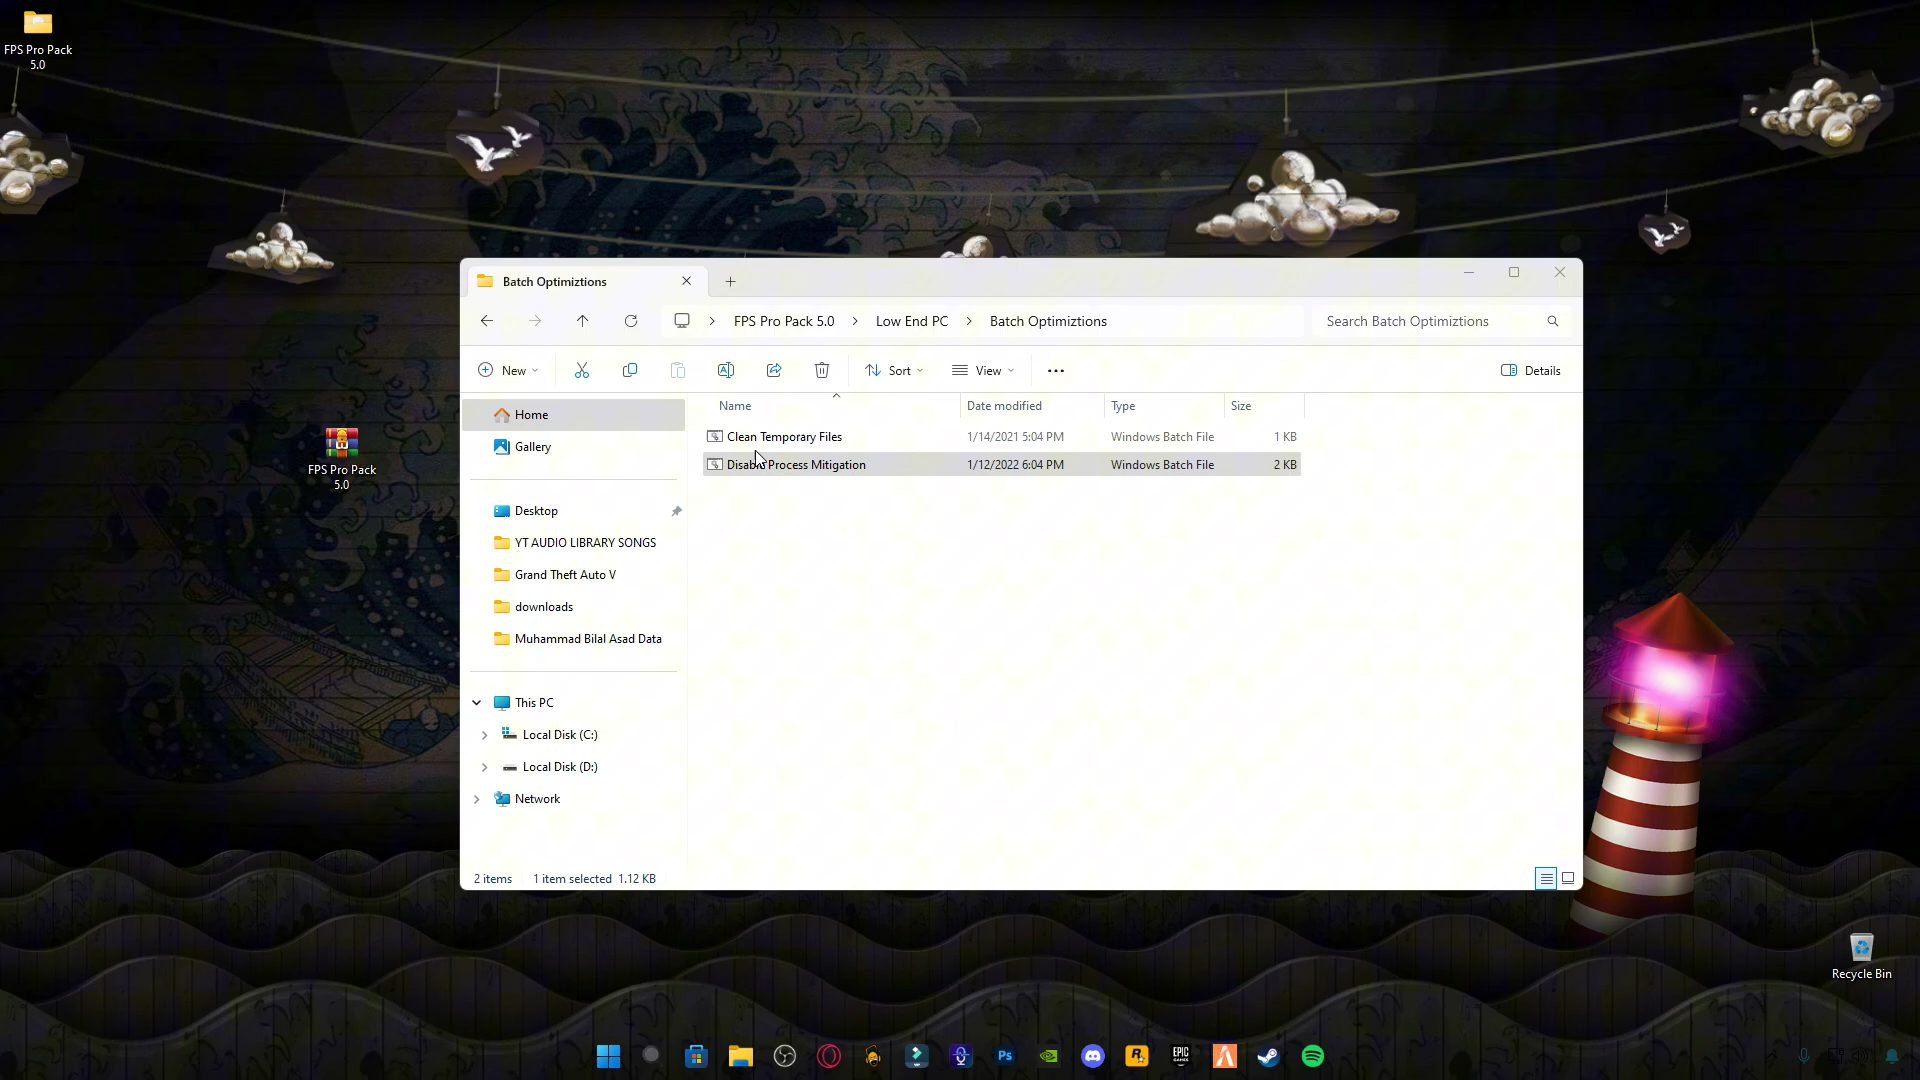 FPS Pro Pack
5.0
FPS Pro Pack
5.0
Batch Optimiztions
FPS Pro Pack 5.0 > Low End PC > Batch Optimiztions
Search Batch Optimiztions
New
Sort
View
Details
Home
Gallery
Desktop
YT AUDIO LIBRARY SONGS
Grand Theft Auto V
downloads
Muhammad Bilal Asad Data
This PC
Local Disk (C:)
Local Disk (D:)
Network
Name Date modified Type Size
Clean Temporary Files 1/14/2021 5:04 PM Windows Batch File 1 KB
Disable Process Mitigation 1/12/2022 6:04 PM Windows Batch File 2 KB
2 items 1 item selected 1.12 KB
Recycle Bin
Ps
R
EPIC
GAMES